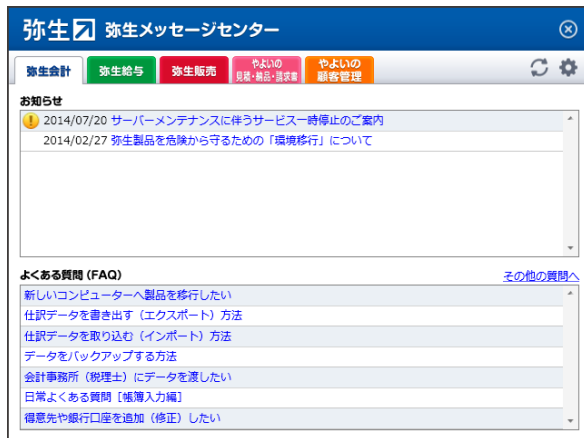 弥生 弥生メッセージセンター
弥生会計 弥生給与 弥生販売 やよいの 見積・納品・請求書 やよいの 顧客管理
お知らせ
! 2014/07/20 サーバーメンテナンスに伴うサービス一時停止のご案内
2014/02/27 弥生製品を危険から守るための「環境移行」について
よくある質問(FAQ) その他の質問へ
新しいコンピューターへ製品を移行したい
仕訳データを書き出す(エクスポート)方法
仕訳データを取り込む(インポート)方法
データをバックアップする方法
会計事務所(税理士)にデータを渡したい
日常よくある質問[帳簿入力編]
得意先や銀行口座を追加(修正)したい